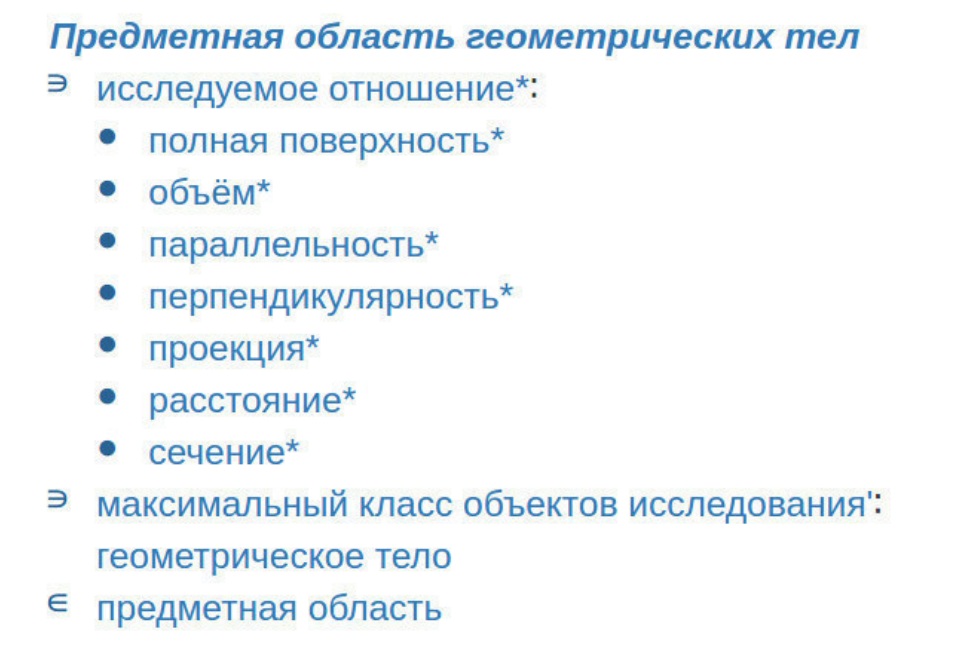 Предметная область геометрических тел
∋ исследуемое отношение*:
● полная поверхность*
● объём*
● параллельность*
● перпендикулярность*
● проекция*
● расстояние*
● сечение*
∋ максимальный класс объектов исследования':
геометрическое тело
∈ предметная область